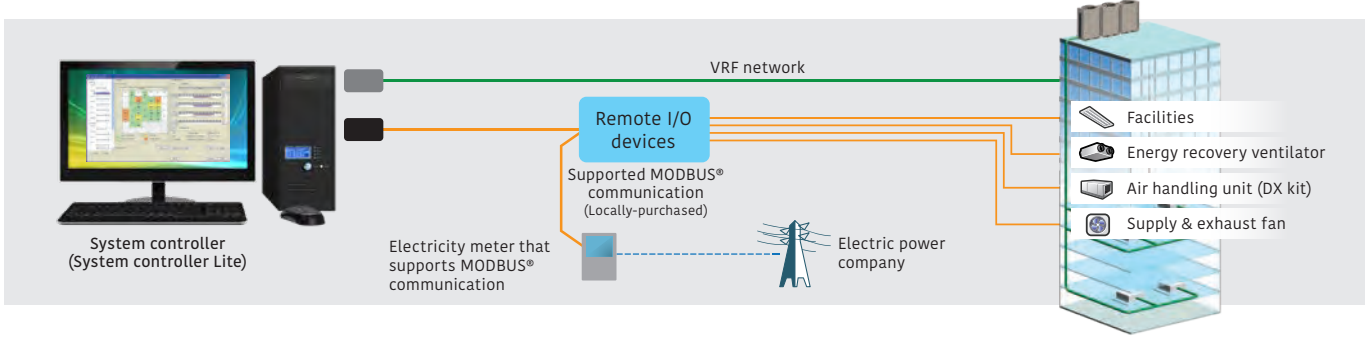 VRF network
Remote I/O
devices
Supported MODBUS®
communication
(Locally-purchased)
Facilities
Energy recovery ventilator
Air handling unit (DX kit)
Supply & exhaust fan
System controller
(System controller Lite)
Electricity meter that
supports MODBUS®
communication
Electric power
company